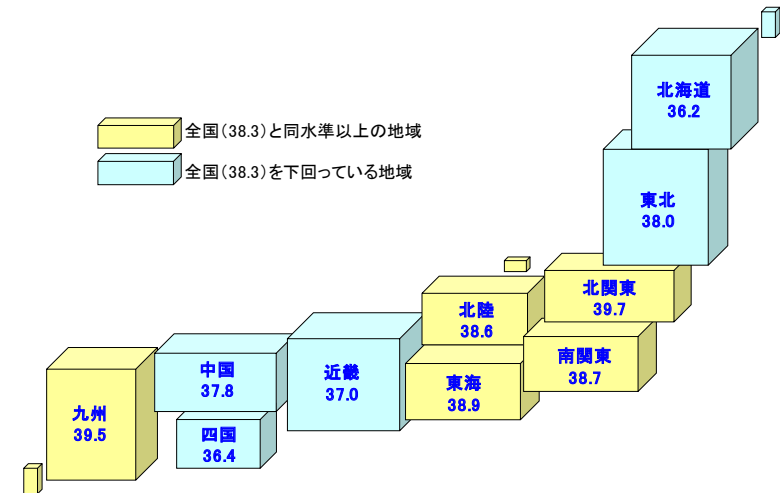 北海道
36.2
全国(38.3)と同水準以上の地域
全国(38.3)を下回っている地域
東北
38.0
北関東
39.7
北陸
38.6
南関東
38.7
中国
37.8
近畿
37.0
東海
38.9
九州
39.5
四国
36.4